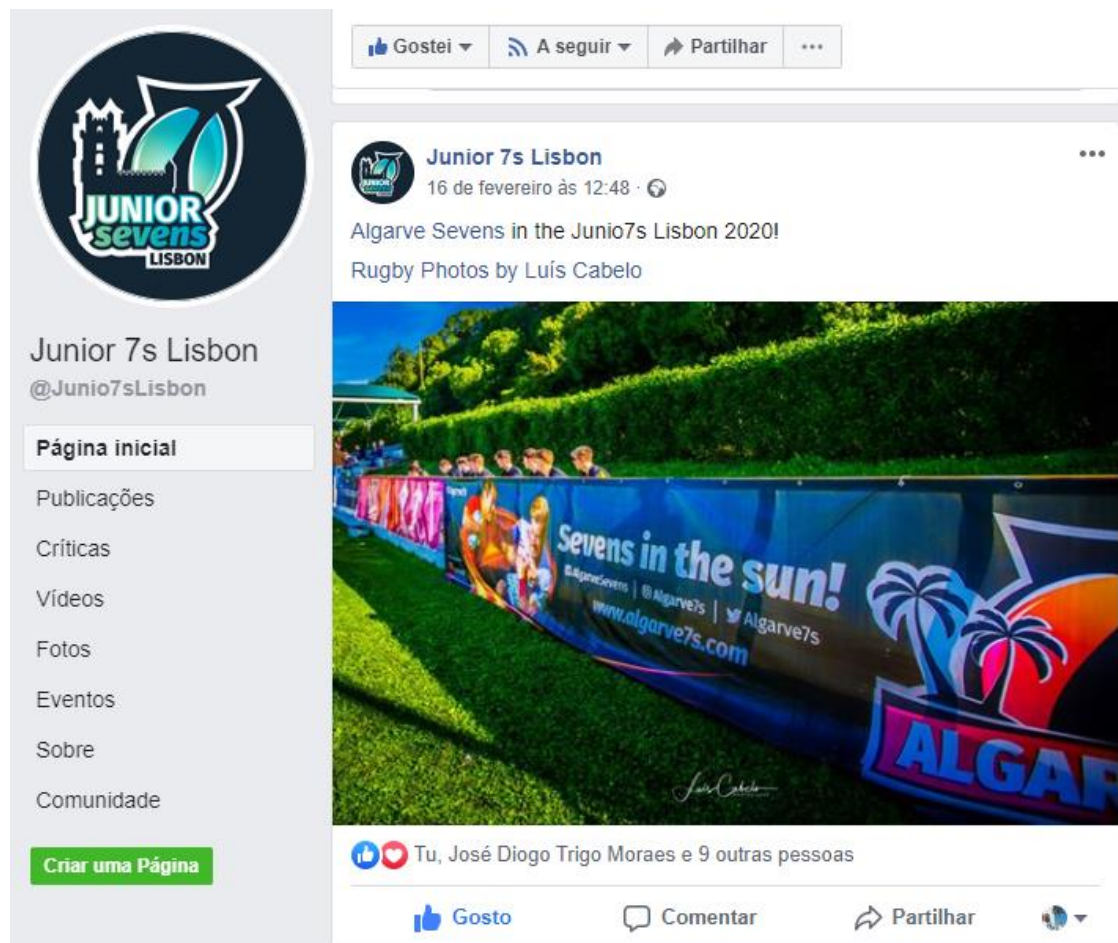 JUNIOR
sevens
LISBON
Junior 7s Lisbon
@Junio7sLisbon
Página inicial
Publicações
Críticas
Vídeos
Fotos
Eventos
Sobre
Comunidade
Criar uma Página
Gostei
A seguir
Partilhar
Junior 7s Lisbon
16 de fevereiro às 12:48 ·
Algarve Sevens in the Junio7s Lisbon 2020!
Rugby Photos by Luís Cabelo
Sevens in the sun!
AlgarveSevens | @Algarve7s | Algarve7s
www.algarve7s.com
ALGAR
Luís Cabelo
Tu, José Diogo Trigo Moraes e 9 outras pessoas
Gosto
Comentar
Partilhar